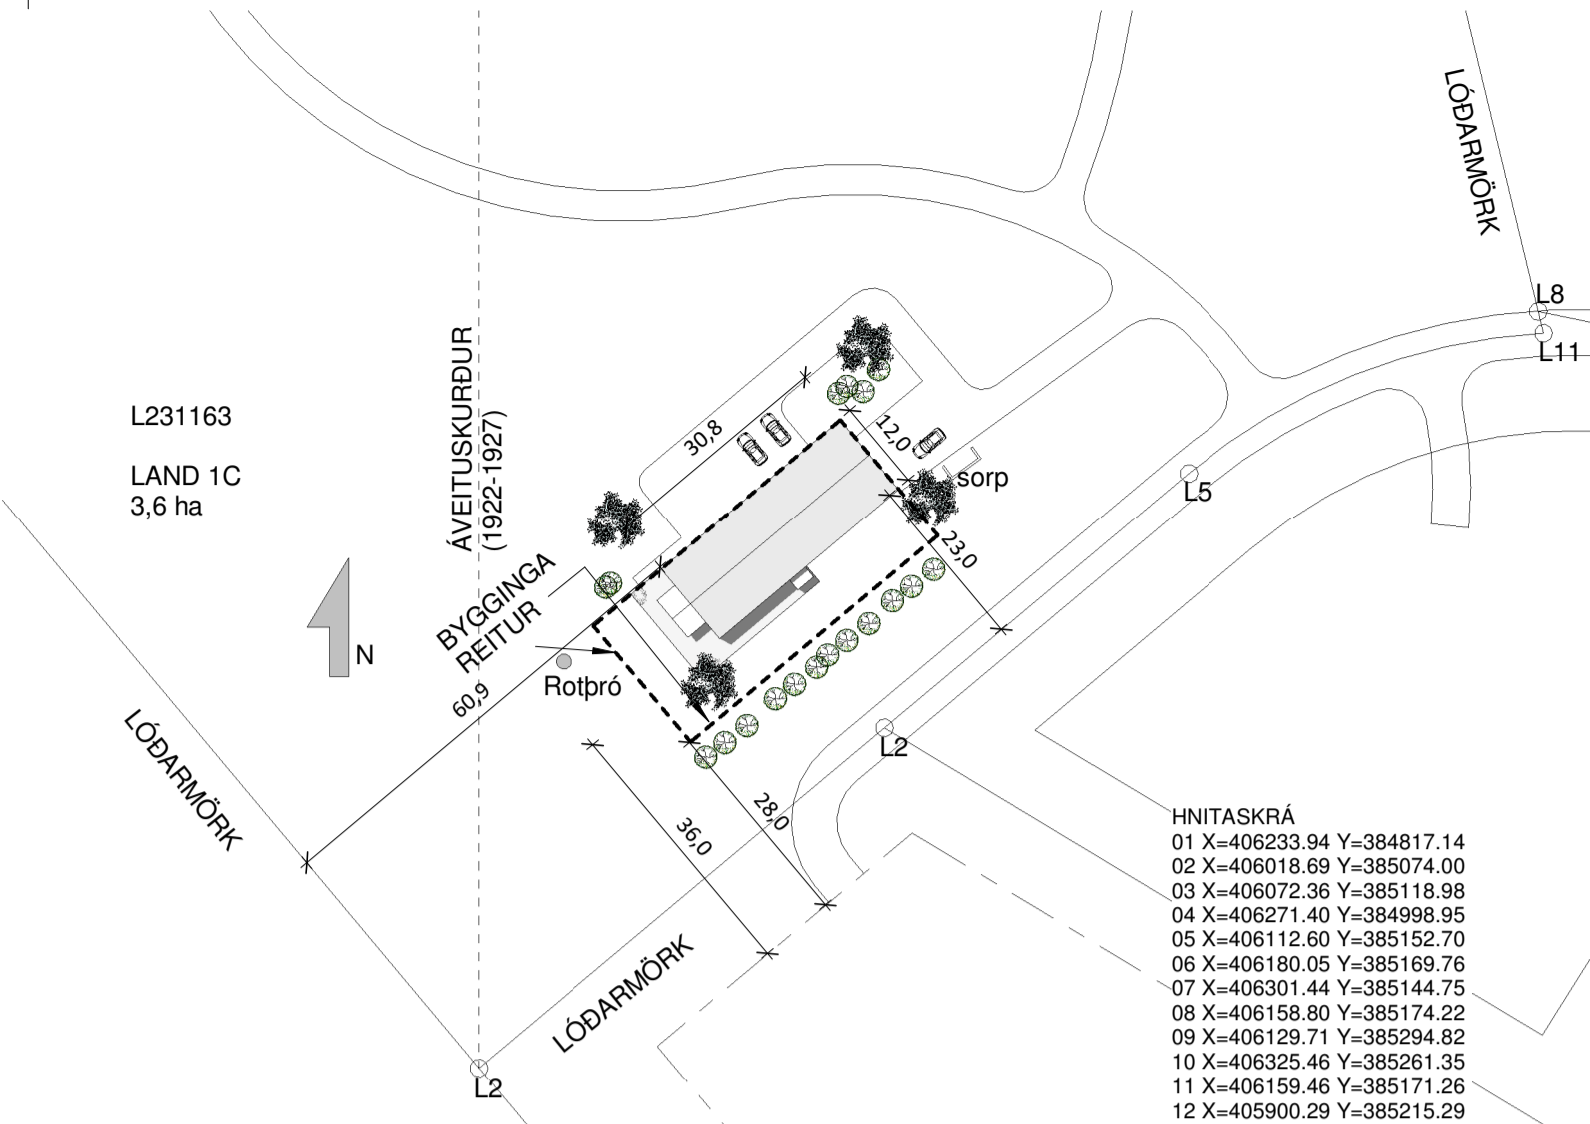 LÓÐARMÖRK
L8
L11
L231163
LAND 1C
3,6 ha
ÁVEITUSKURÐUR
(1922-1927)
30,8
12,0
sorp
L5
23,0
BYGGINGA
REITUR
N
Rotþró
60,9
LÓÐARMÖRK
L2
28,0
36,0
LÓÐARMÖRK
L2
HNITASKRÁ
01 X=406233.94 Y=384817.14
02 X=406018.69 Y=385074.00
03 X=406072.36 Y=385118.98
04 X=406271.40 Y=384998.95
05 X=406112.60 Y=385152.70
06 X=406180.05 Y=385169.76
07 X=406301.44 Y=385144.75
08 X=406158.80 Y=385174.22
09 X=406129.71 Y=385294.82
10 X=406325.46 Y=385261.35
11 X=406159.46 Y=385171.26
12 X=405900.29 Y=385215.29